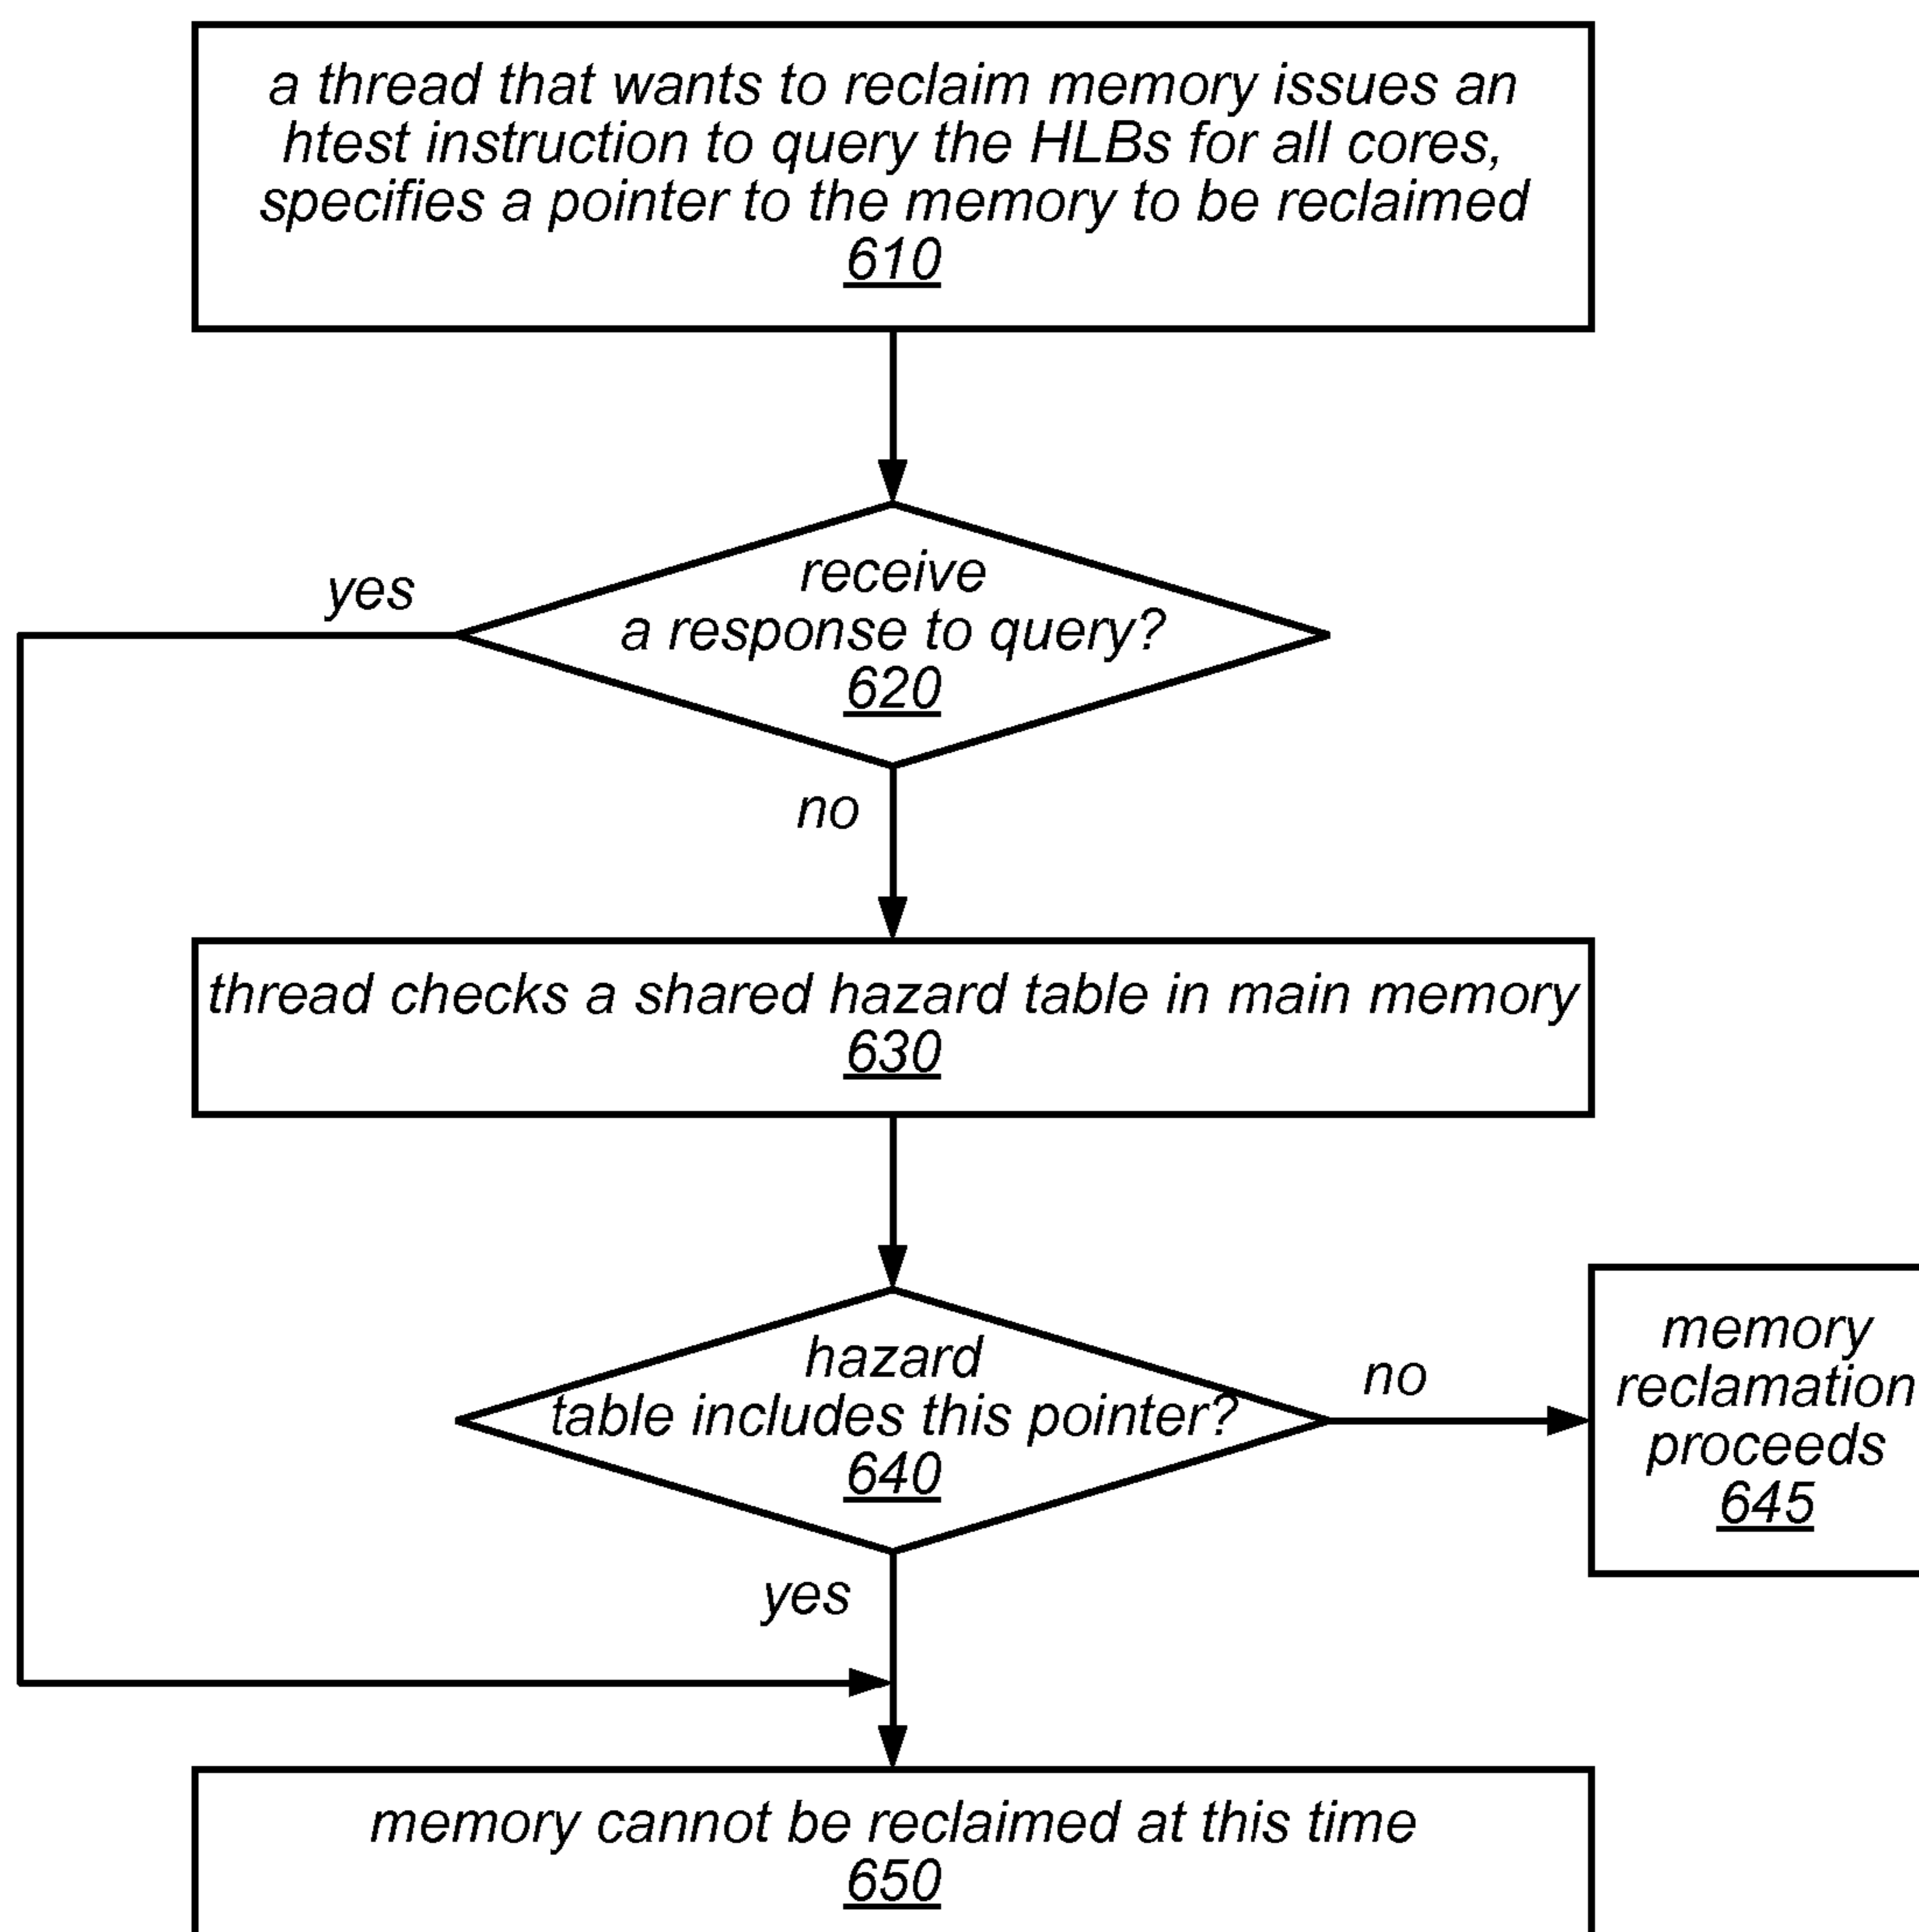 a thread that wants to reclaim memory issues an
htest instruction to query the HLBs for all cores,
specifies a pointer to the memory to be reclaimed
610
receive
a response to query?
620
yes
no
thread checks a shared hazard table in main memory
630
hazard
table includes this pointer?
640
no
memory
reclamation
proceeds
645
yes
memory cannot be reclaimed at this time
650